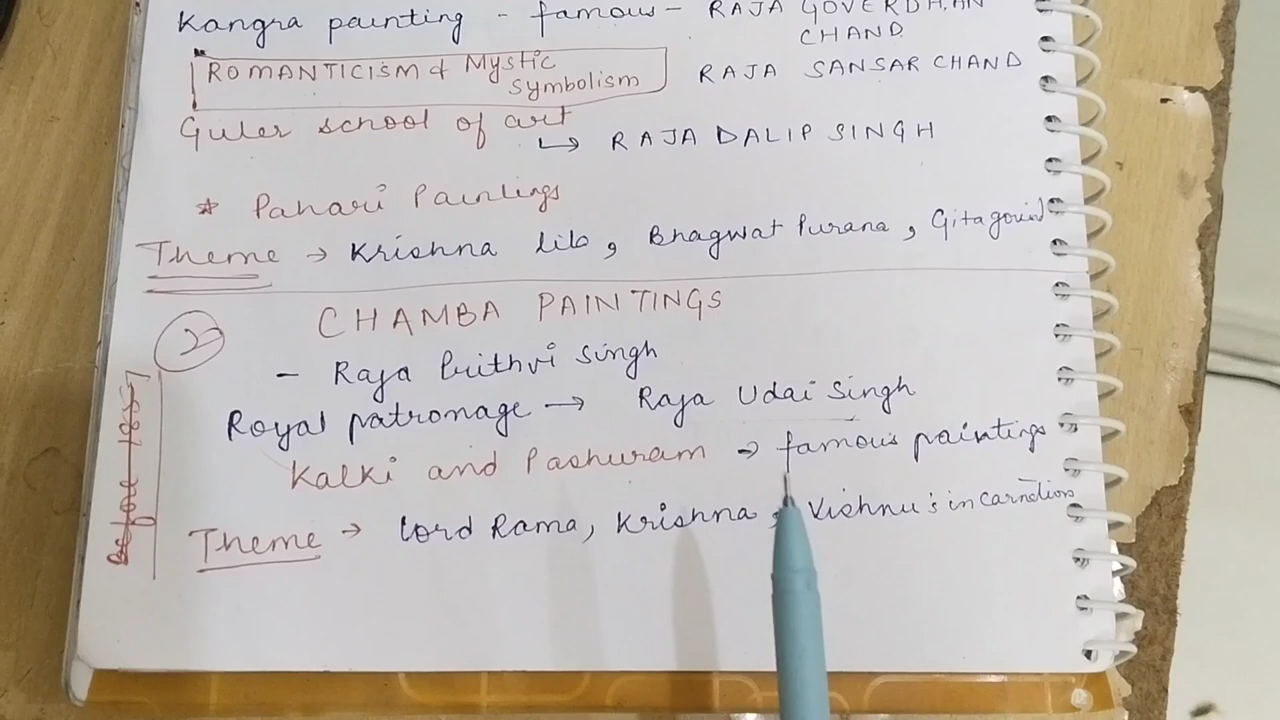 Kangra painting - famous - RAJA GOVERDHAN
CHAND
ROMANTICISM & Mystic
Symbolism
RAJA SANSAR CHAND
Guler school of art
↳ RAJA DALIP SINGH
* Pahari Paintings
Theme → Krishna lila, Bhagwat Purana, Gitagovind
2
CHAMBA PAINTINGS
- Raja Prithvi Singh
Royal patronage → Raja Udai Singh
Kalki and Pashuram → famous paintings
Theme → lord Rama, Krishna, Vishnu's incarnations
Before